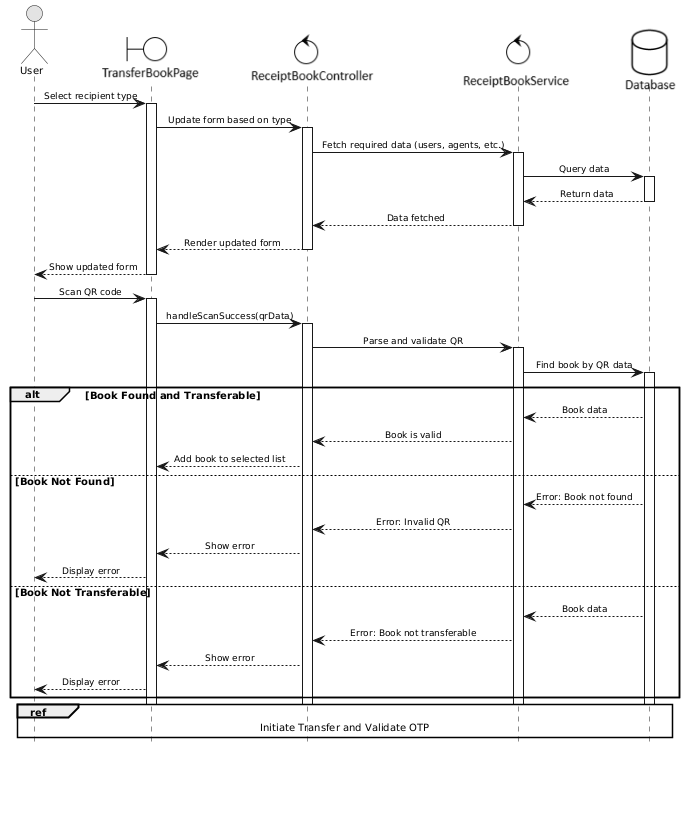 User
TransferBookPage
ReceiptBookController
ReceiptBookService
Database
Select recipient type
Update form based on type
Fetch required data (users, agents, etc.)
Query data
Return data
Data fetched
Render updated form
Show updated form
Scan QR code
handleScanSuccess(qrData)
Parse and validate QR
Find book by QR data
alt [Book Found and Transferable]
Book data
Book is valid
Add book to selected list
[Book Not Found]
Error: Book not found
Error: Invalid QR
Show error
Display error
[Book Not Transferable]
Book data
Error: Book not transferable
Show error
Display error
ref
Initiate Transfer and Validate OTP